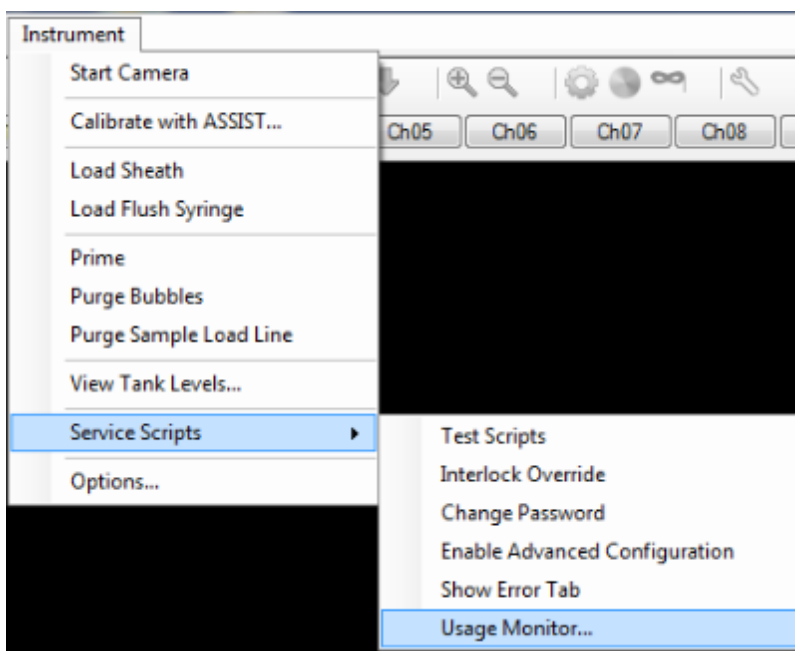 Instrument
Start Camera
Calibrate with ASSIST...
Ch05 Ch06 Ch07 Ch08
Load Sheath
Load Flush Syringe
Prime
Purge Bubbles
Purge Sample Load Line
View Tank Levels...
Service Scripts
Test Scripts
Interlock Override
Options...
Change Password
Enable Advanced Configuration
Show Error Tab
Usage Monitor...